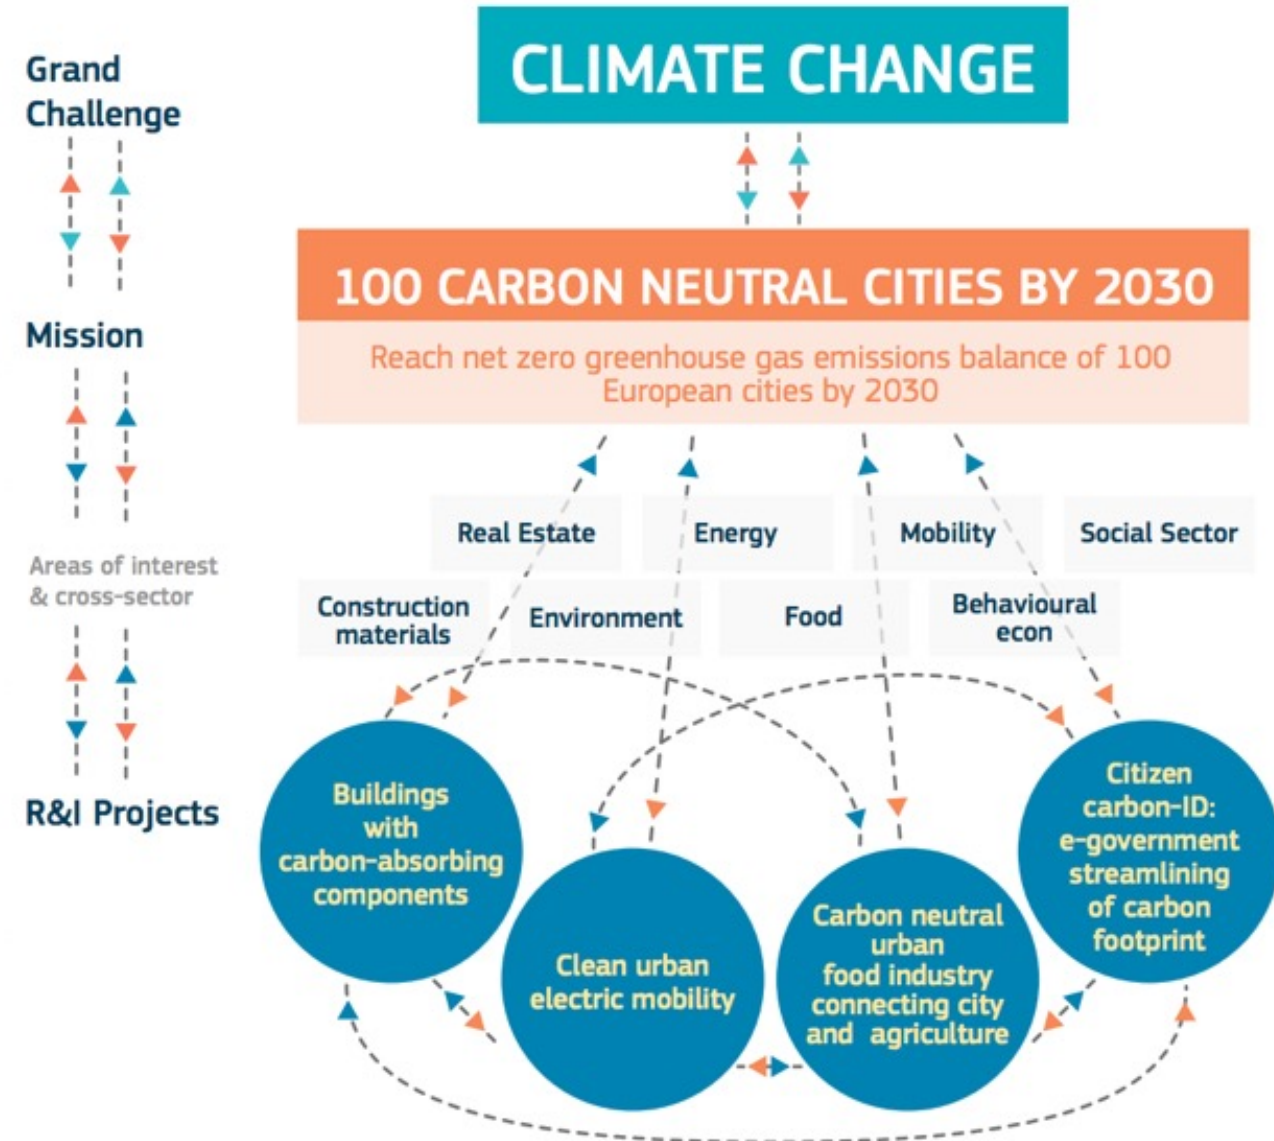 Grand
Challenge
CLIMATE CHANGE
100 CARBON NEUTRAL CITIES BY 2030
Mission
Reach net zero greenhouse gas emissions balance of 100
European cities by 2030
Real Estate
Energy
Mobility
Social Sector
Areas of interest
& cross-sector
Construction
materials
Environment
Food
Behavioural
econ
R&I Projects
Buildings
with
carbon-absorbing
components
Clean urban
electric mobility
Carbon neutral
urban
food industry
connecting city
and agriculture
Citizen
carbon-ID:
e-government
streamlining
of carbon
footprint